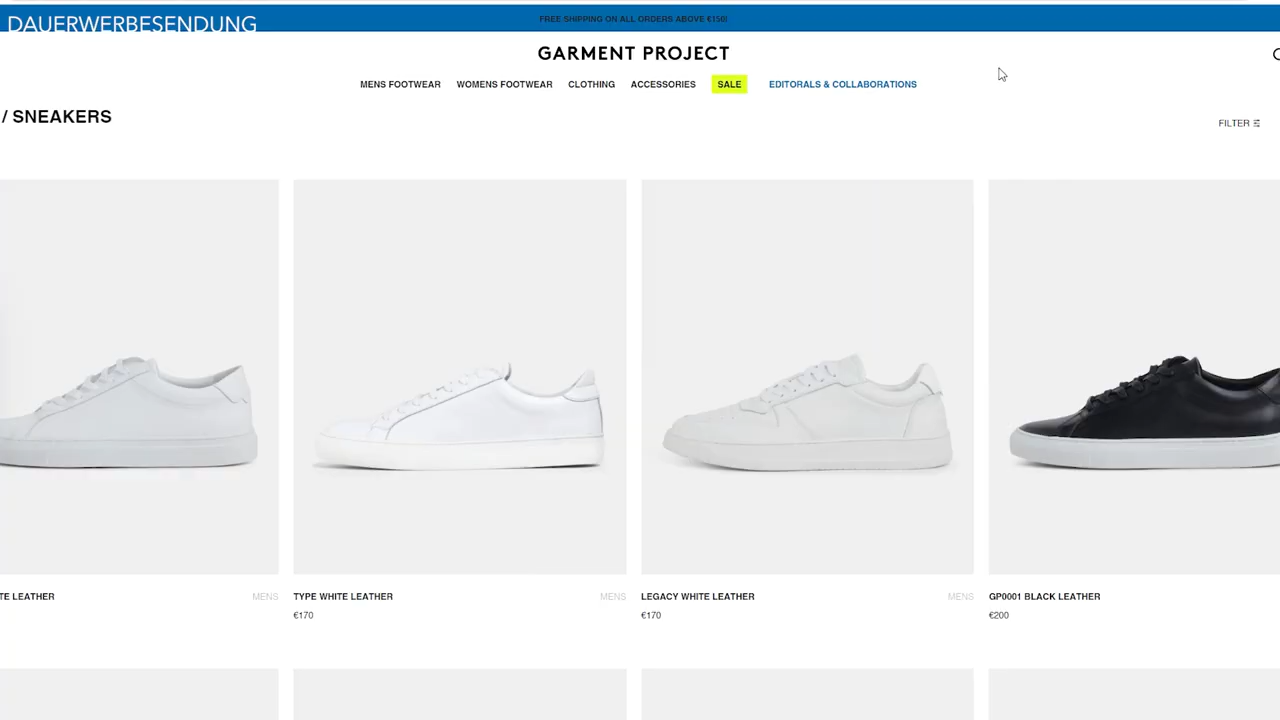 DAUERWERBESENDUNG
FREE SHIPPING ON ALL ORDERS ABOVE €150!
GARMENT PROJECT
MENS FOOTWEAR WOMENS FOOTWEAR CLOTHING ACCESSORIES SALE EDITORALS & COLLABORATIONS
/ SNEAKERS
FILTER
TE LEATHER MENS TYPE WHITE LEATHER MENS LEGACY WHITE LEATHER MENS GP0001 BLACK LEATHER
€170 €170 €200